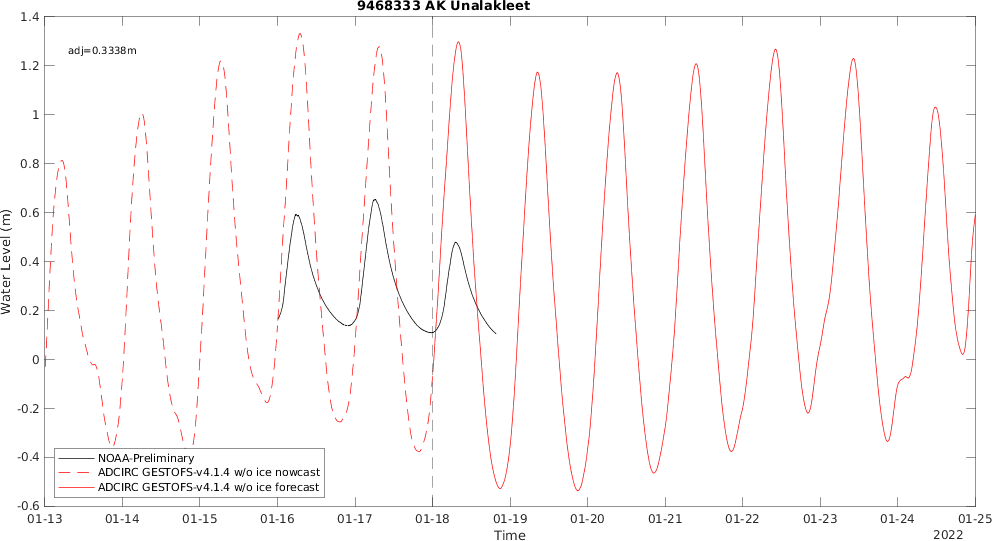 9468333 AK Unalakleet
adj=0.3338m
Water Level (m)
1.4
1.2
1
0.8
0.6
0.4
0.2
0
-0.2
-0.4
-0.6
NOAA-Preliminary
ADCIRC GESTOFS-v4.1.4 w/o ice nowcast
ADCIRC GESTOFS-v4.1.4 w/o ice forecast
01-13 01-14 01-15 01-16 01-17 01-18 01-19 01-20 01-21 01-22 01-23 01-24 01-25
Time
2022